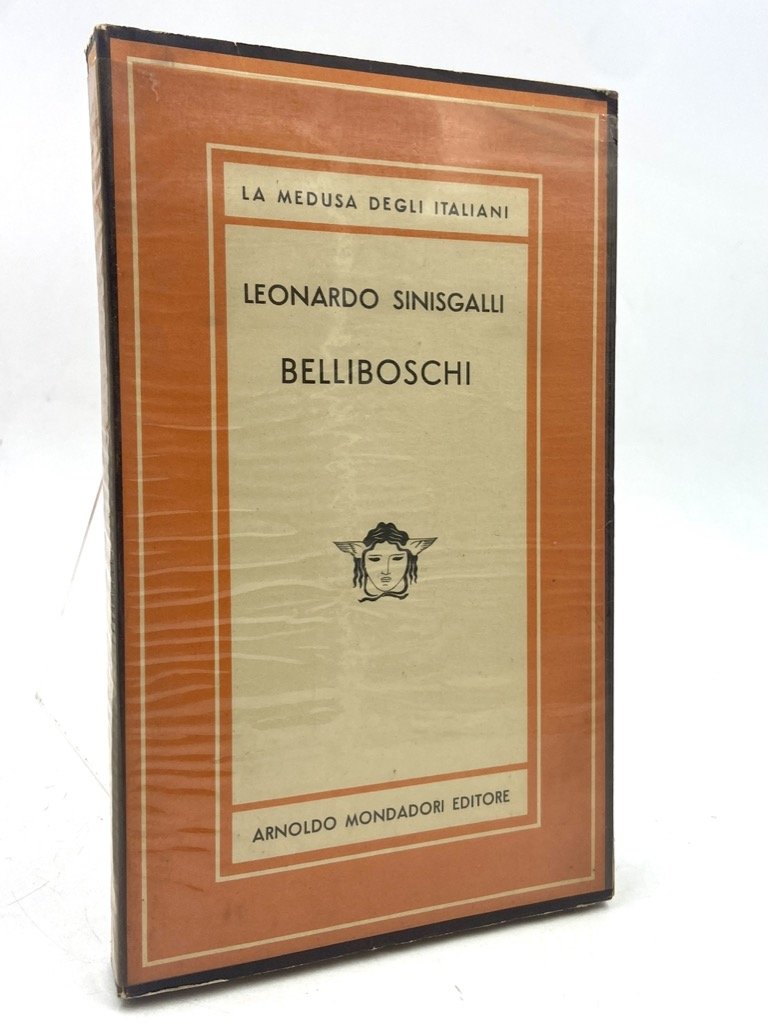 LA MEDUSA DEGLI ITALIANI
LEONARDO SINISGALLI
BELLIBOSCHI
ARNOLDO MONDADORI EDITORE